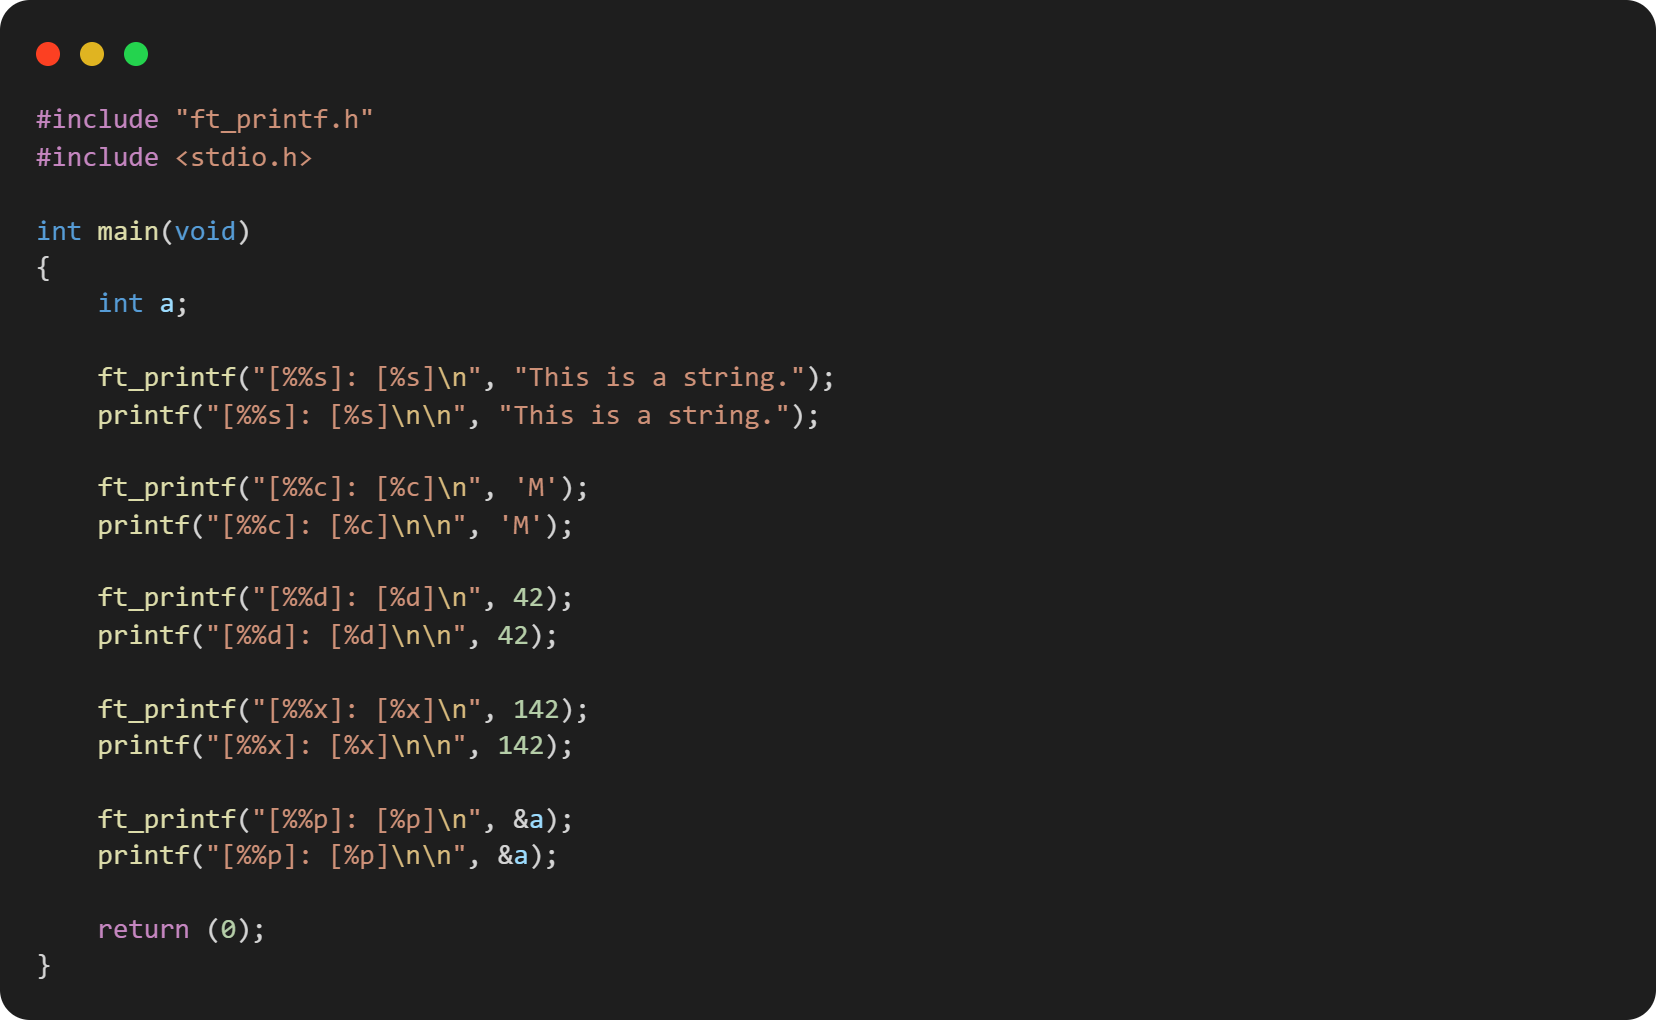 #include "ft_printf.h"
#include <stdio.h>
int main(void)
{
    int a;
    ft_printf("[%%s]: [%s]\n", "This is a string.");
    printf("[%%s]: [%s]\n\n", "This is a string.");
    ft_printf("[%%c]: [%c]\n", 'M');
    printf("[%%c]: [%c]\n\n", 'M');
    ft_printf("[%%d]: [%d]\n", 42);
    printf("[%%d]: [%d]\n\n", 42);
    ft_printf("[%%x]: [%x]\n", 142);
    printf("[%%x]: [%x]\n\n", 142);
    ft_printf("[%%p]: [%p]\n", &a);
    printf("[%%p]: [%p]\n\n", &a);
    return (0);
}